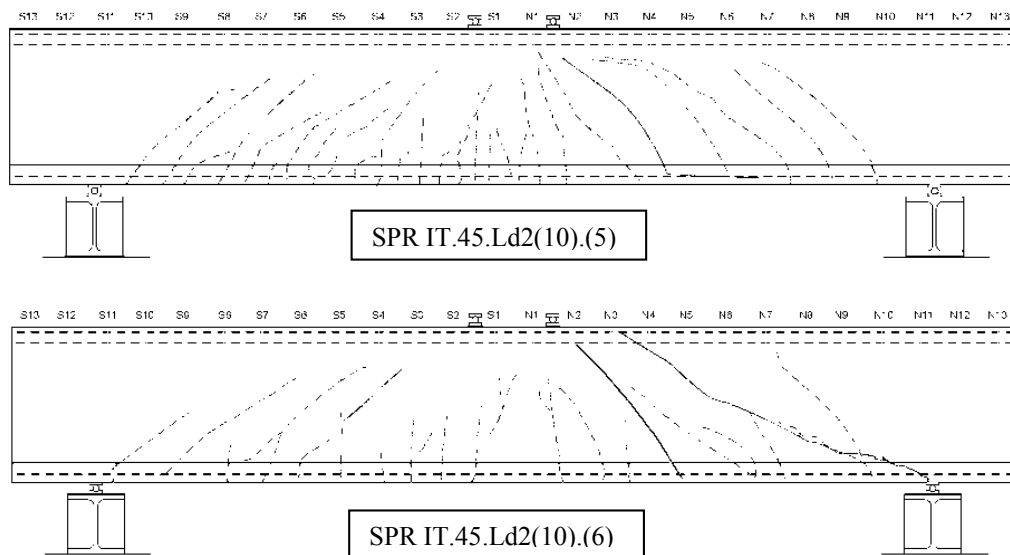 S13 S12 S11 S10 S9 S8 S7 S6 S5 S4 S3 S2 S1 N1 N2 N3 N4 N5 N6 N7 N8 N9 N10 N11 N12 N13
SPR IT.45.Ld2(10).(5)
S13 S12 S11 S10 S9 S8 S7 S6 S5 S4 S3 S2 S1 N1 N2 N3 N4 N5 N6 N7 N8 N9 N10 N11 N12 N13
SPR IT.45.Ld2(10).(6)